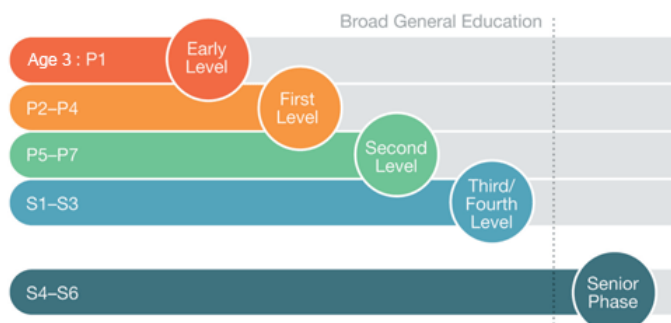 Broad General Education
Age 3 : P1
Early
Level
P2–P4
First
Level
P5–P7
Second
Level
S1–S3
Third/
Fourth
Level
S4–S6
Senior
Phase